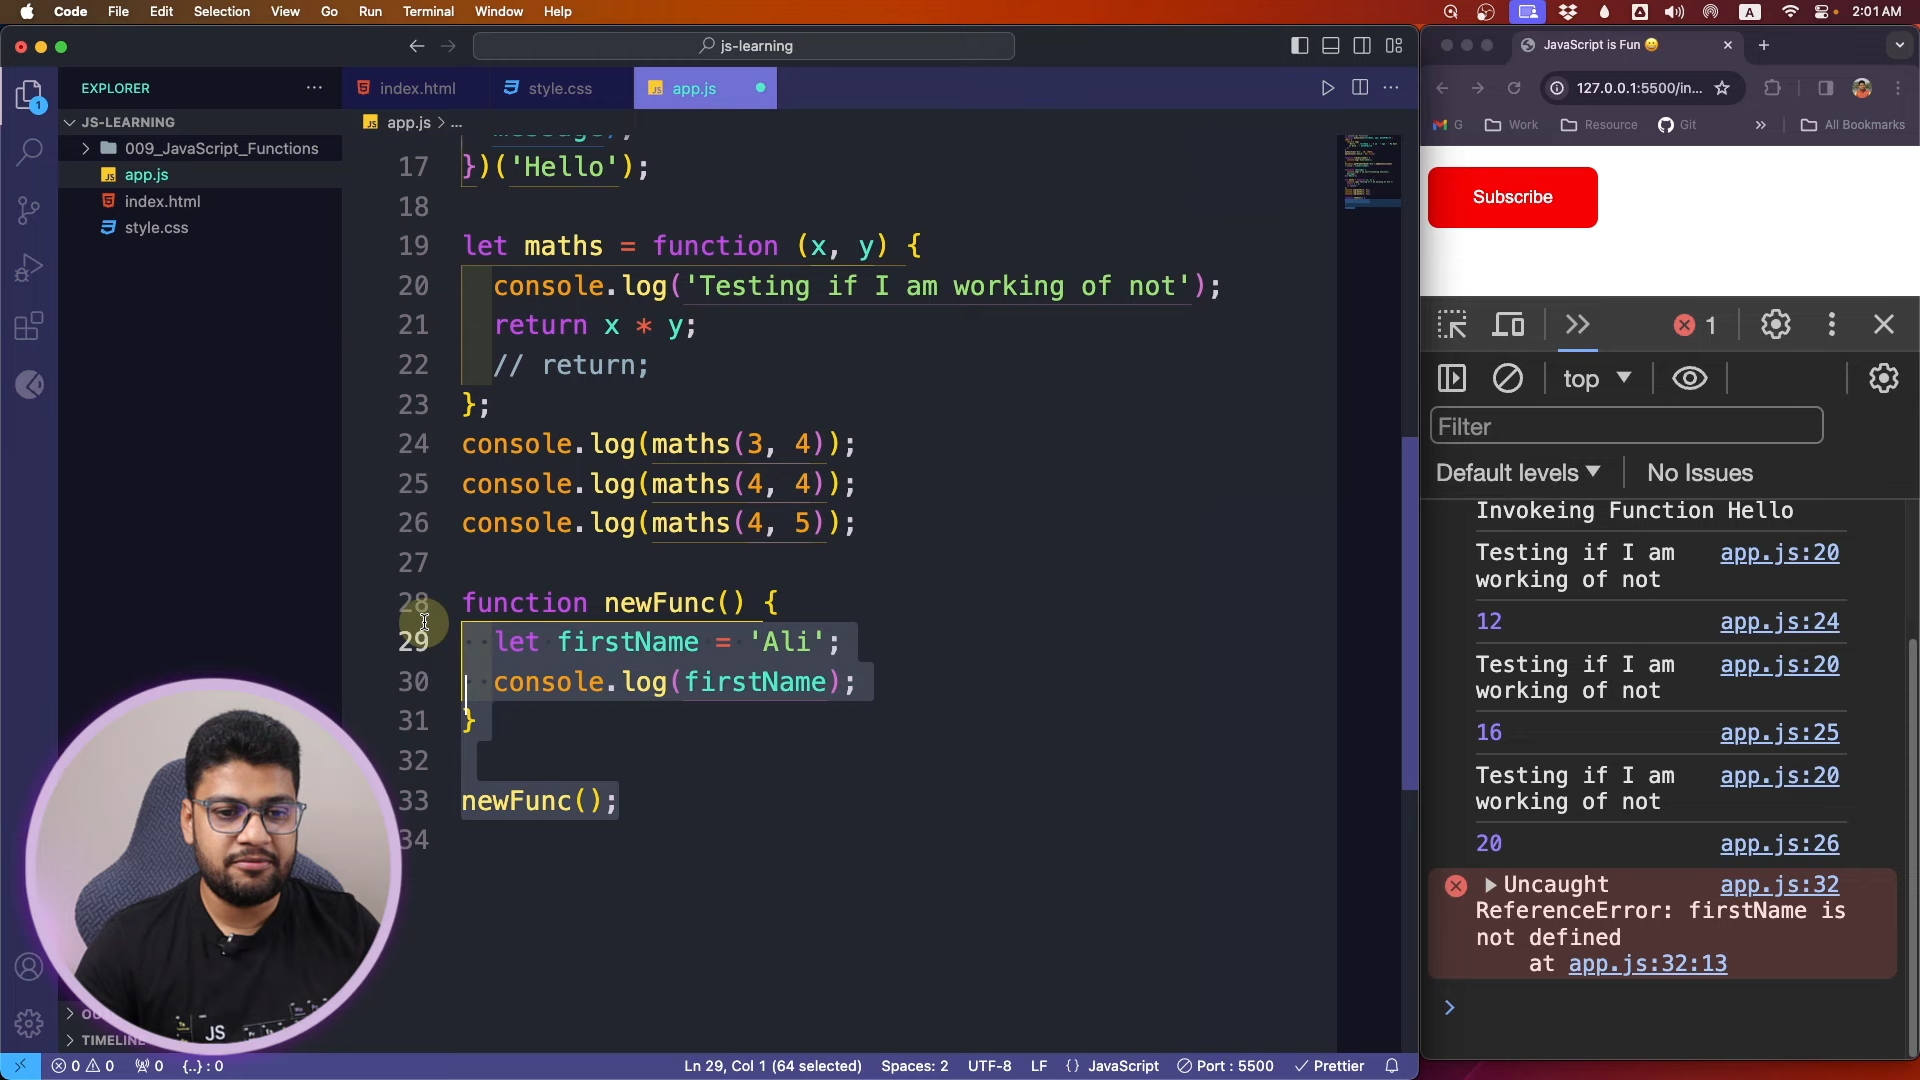 Code File Edit Selection View Go Run Terminal Window Help
A
2:01 AM
js-learning
JavaScript is Fun 😀
EXPLORER
index.html
style.css
app.js
127.0.0.1:5500/in...
JS-LEARNING
app.js > ...
G Work Resource Git
All Bookmarks
009_JavaScript_Functions
app.js
index.html
style.css
1
17 })('Hello');
18
19 let maths = function (x, y) {
20 console.log('Testing if I am working of not');
21 return x * y;
22 // return;
23 };
24 console.log(maths(3, 4));
25 console.log(maths(4, 4));
26 console.log(maths(4, 5));
27
28 function newFunc() {
29 let firstName = 'Ali';
30 console.log(firstName);
31 }
32
33 newFunc();
34
Subscribe
1
top
Filter
Default levels
No Issues
Invokeing Function Hello
Testing if I am app.js:20
working of not
12 app.js:24
Testing if I am app.js:20
working of not
16 app.js:25
Testing if I am app.js:20
working of not
20 app.js:26
Uncaught app.js:32
ReferenceError: firstName is
not defined
at app.js:32:13
JS
TIMELINE
0 0 0 {..} : 0
Ln 29, Col 1 (64 selected) Spaces: 2 UTF-8 LF {} JavaScript Port : 5500 Prettier